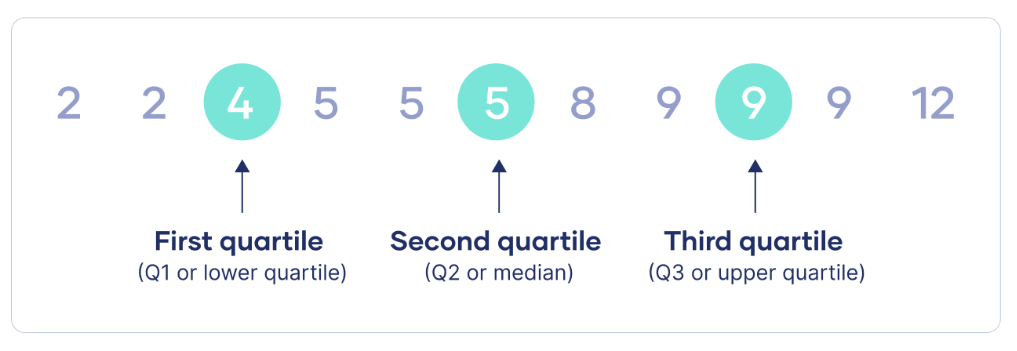 2 2 4 5 5 5 8 9 9 9 12
First quartile Second quartile Third quartile
(Q1 or lower quartile) (Q2 or median) (Q3 or upper quartile)